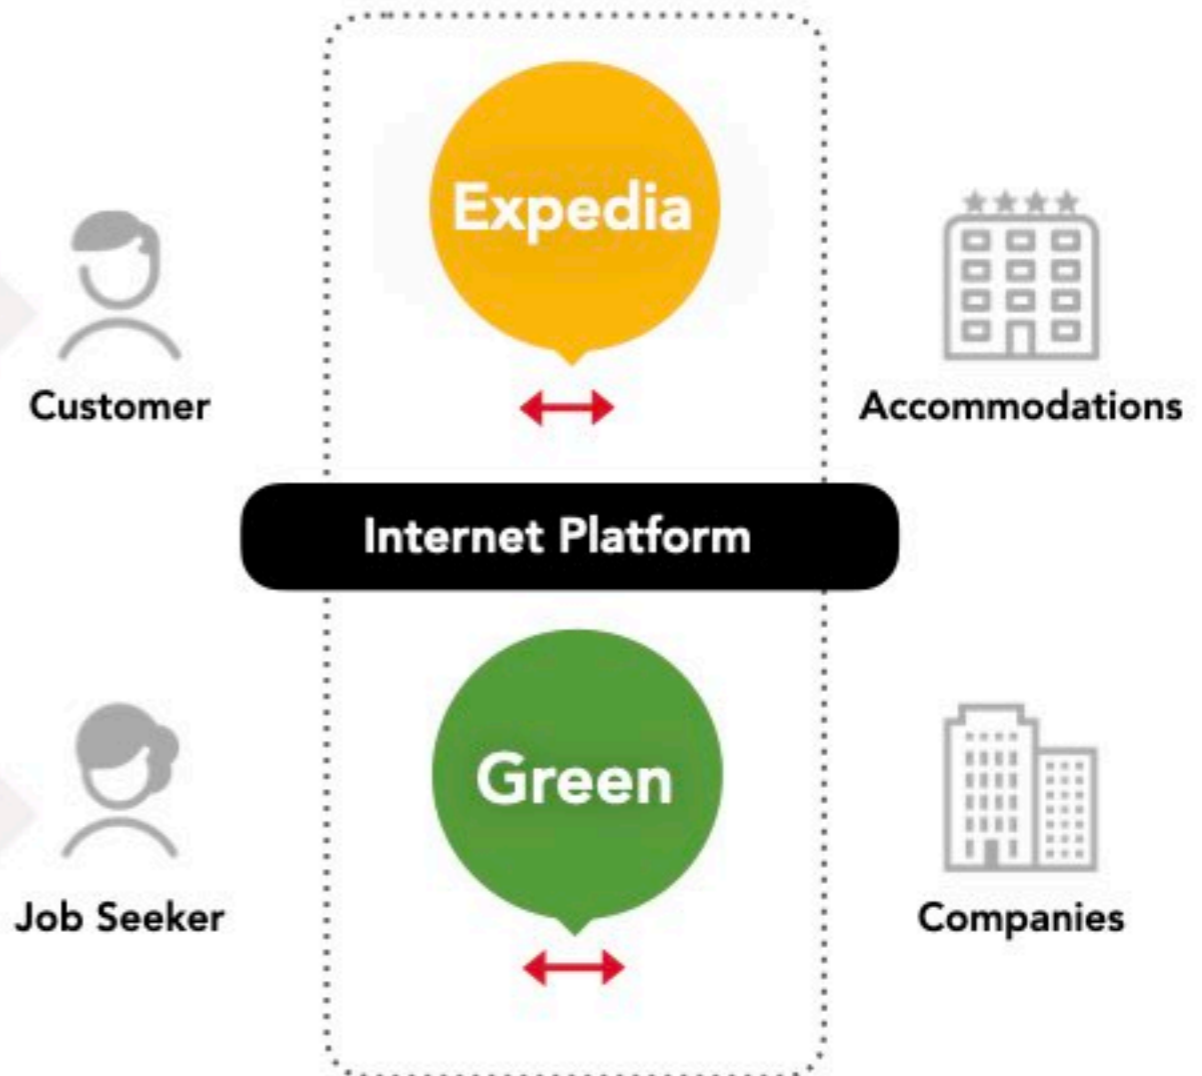 Expedia
Customer
Accommodations
Internet Platform
Green
Job Seeker
Companies